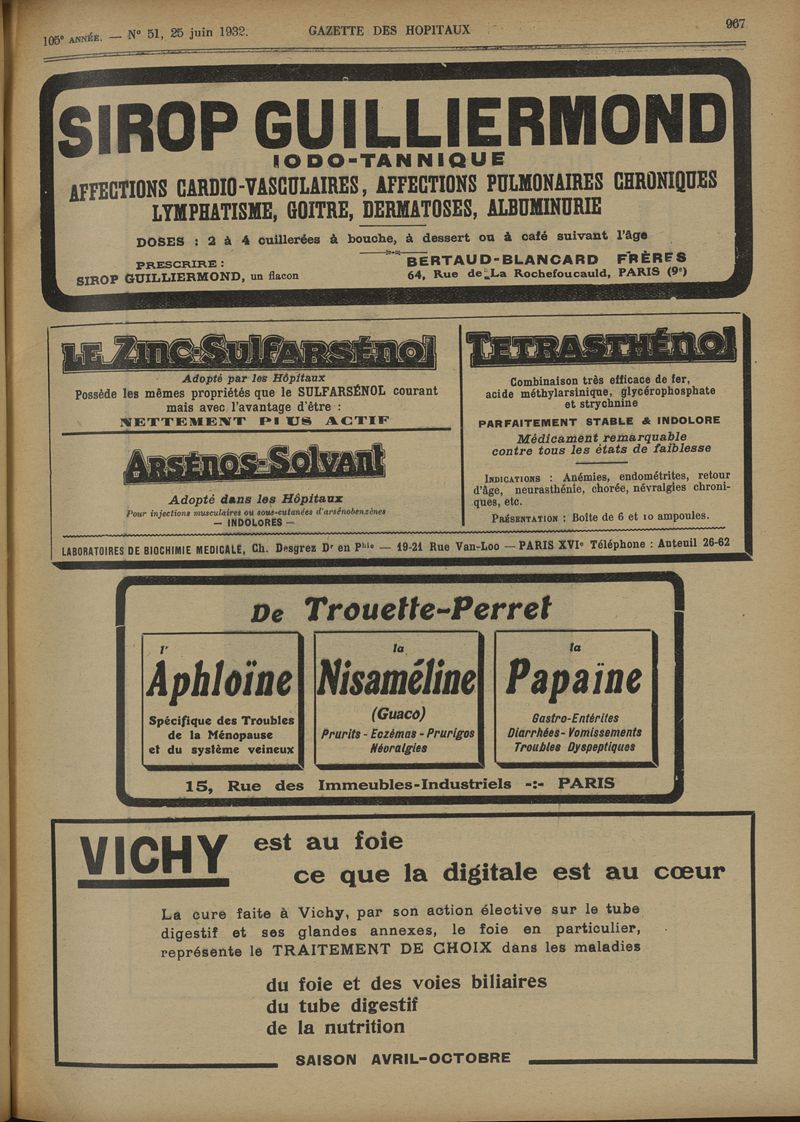 105e ANNÉE. — N° 51, 25 juin 1932. GAZETTE DES HOPITAUX 967
SIROP GUILLIERMOND
IODO-TANNIQUE
AFFECTIONS CARDIO-VASCULAIRES, AFFECTIONS PULMONAIRES CHRONIQUES
LYMPHATISME, GOITRE, DERMATOSES, ALBUMINURIE
DOSES : 2 à 4 cuillerées à bouche, à dessert ou à café suivant l'âge
PRESCRIRE :
SIROP GUILLIERMOND, un flacon
BERTAUD-BLANCARD FRÈRES
64, Rue de La Rochefoucauld, PARIS (9e)
LE ZINC-SULFARSÉNOL
Adopté par les Hôpitaux
Possède les mêmes propriétés que le SULFARSÉNOL courant
mais avec l'avantage d'être :
NETTEMENT PLUS ACTIF
ARSÉNOS-SOLVANT
Adopté dans les Hôpitaux
Pour injections musculaires ou sous-cutanées d'arsénobenzènes
— INDOLORES —
TETRASTHÉNOL
Combinaison très efficace de fer,
acide méthylarsinique, glycérophosphate
et strychnine
PARFAITEMENT STABLE & INDOLORE
Médicament remarquable
contre tous les états de faiblesse
INDICATIONS : Anémies, endométrites, retour
d'âge, neurasthénie, chorée, névralgies chroni-
ques, etc.
PRÉSENTATION : Boîte de 6 et 10 ampoules.
LABORATOIRES DE BIOCHIMIE MEDICALE, Ch. Desgrez Dr en Phie — 19-21 Rue Van-Loo — PARIS XVIe Téléphone : Auteuil 26-62
De Trouette-Perret
l'
Aphloïne
Spécifique des Troubles
de la Ménopause
et du système veineux
la
Nisaméline
(Guaco)
Prurits - Eczémas - Prurigos
Néoralgies
la
Papaïne
Gastro-Entérites
Diarrhées - Vomissements
Troubles Dyspeptiques
15, Rue des Immeubles-Industriels -:- PARIS
VICHY est au foie
ce que la digitale est au cœur
La cure faite à Vichy, par son action élective sur le tube
digestif et ses glandes annexes, le foie en particulier,
représente le TRAITEMENT DE CHOIX dans les maladies
du foie et des voies biliaires
du tube digestif
de la nutrition
SAISON AVRIL-OCTOBRE